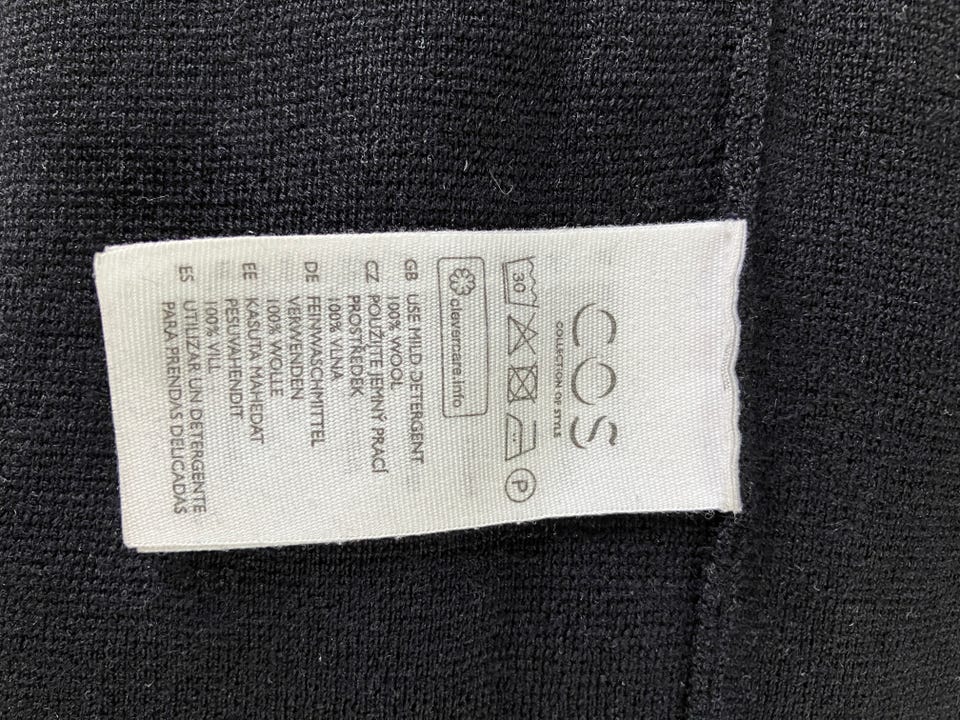 COS
COLLECTION OF STYLE
30 P
clevercare.info
GB USE MILD DETERGENT
100% WOOL
CZ POUŽIJTE JEMNÝ PRACÍ
PROSTŘEDEK
100% VLNA
DE FEINWASCHMITTEL
VERWENDEN
100% WOLLE
EE KASUTA MAHEDAT
PESUVAHENDIT
100% VILL
ES UTILIZAR UN DETERGENTE
PARA PRENDAS DELICADAS